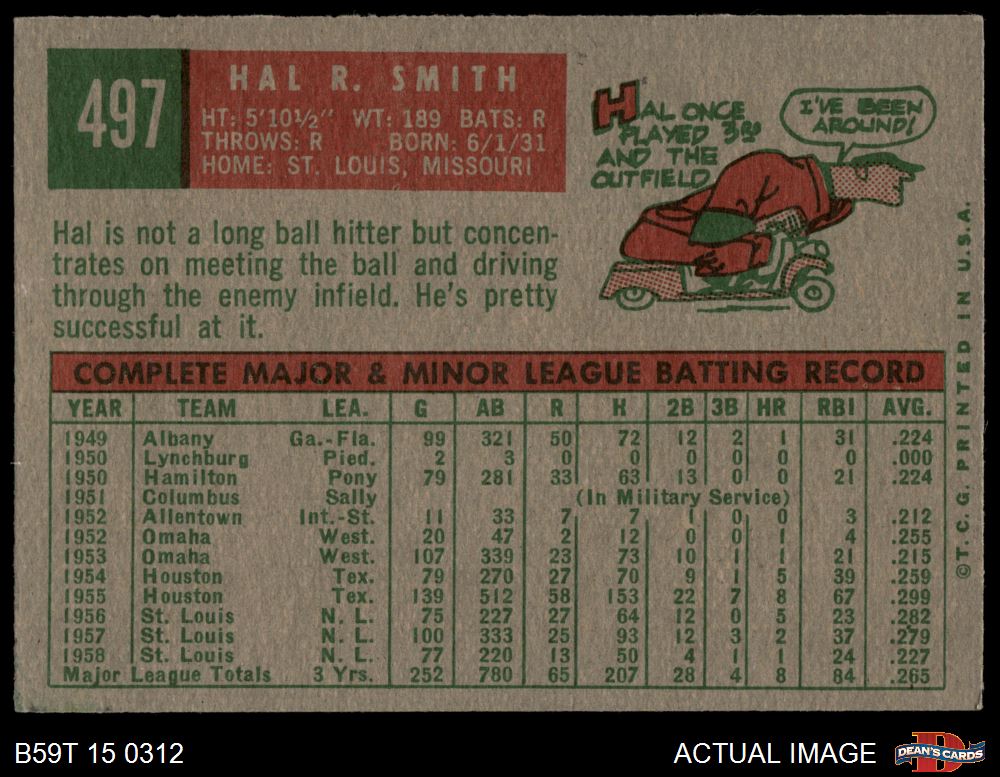 497
HAL R. SMITH
HT: 5'10½" WT: 189 BATS: R
THROWS: R BORN: 6/1/31
HOME: ST. LOUIS, MISSOURI
HAL ONCE
PLAYED 3RD
AND THE
OUTFIELD
I'VE BEEN
AROUND!
Hal is not a long ball hitter but concen-
trates on meeting the ball and driving
through the enemy infield. He's pretty
successful at it.
COMPLETE MAJOR & MINOR LEAGUE BATTING RECORD
YEAR TEAM LEA. G AB R H 2B 3B HR RBI AVG.
1949 Albany Ga.-Fla. 99 321 50 72 12 2 1 31 .224
1950 Lynchburg Pied. 2 3 0 0 0 0 0 0 .000
1950 Hamilton Pony 79 281 33 63 13 0 0 21 .224
1951 Columbus Sally (In Military Service)
1952 Allentown Int.-St. 11 33 7 7 1 0 0 3 .212
1952 Omaha West. 20 47 2 12 0 0 1 4 .255
1953 Omaha West. 107 339 23 73 10 1 1 21 .215
1954 Houston Tex. 79 270 27 70 9 1 5 39 .259
1955 Houston Tex. 139 512 58 153 22 7 8 67 .299
1956 St. Louis N. L. 75 227 27 64 12 0 5 23 .282
1957 St. Louis N. L. 100 333 25 93 12 3 2 37 .279
1958 St. Louis N. L. 77 220 13 50 4 1 1 24 .227
Major League Totals 3 Yrs. 252 780 65 207 28 4 8 84 .265
©T.C.G. PRINTED IN U.S.A.
B59T 15 0312
ACTUAL IMAGE
D
DEAN'S CARDS